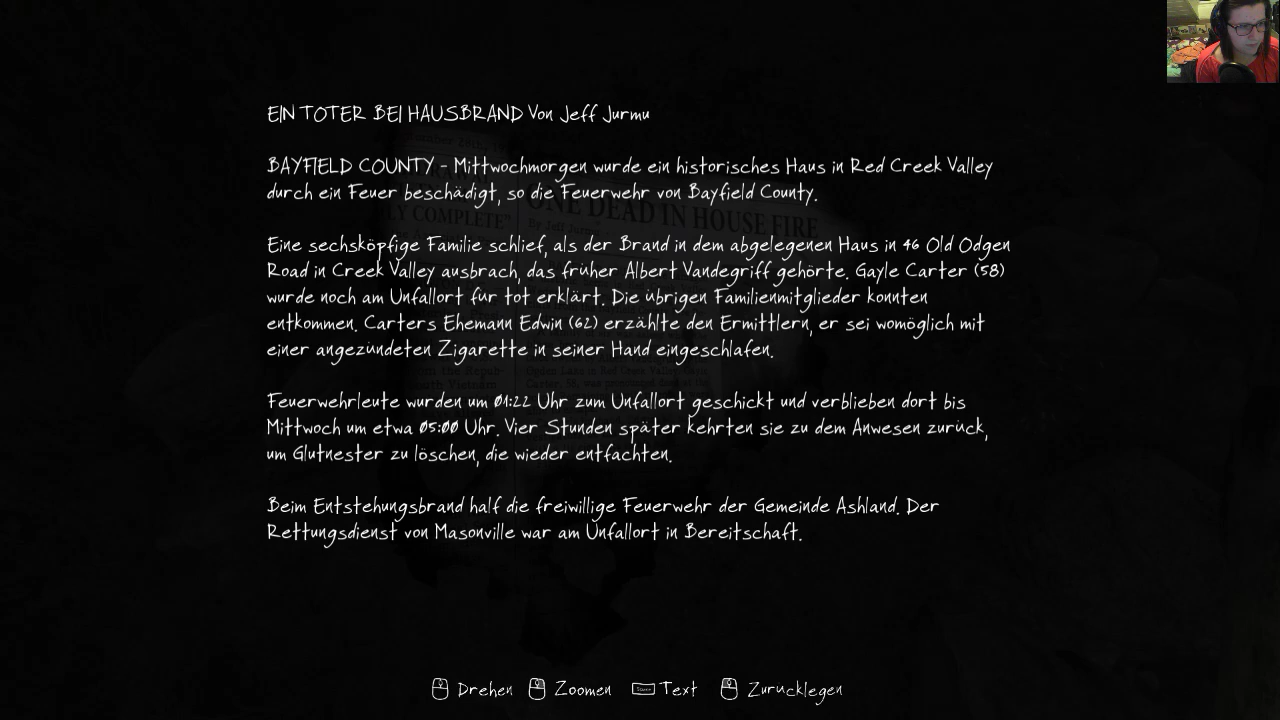 EIN TOTER BEI HAUSBRAND Von Jeff Jurmu
BAYFIELD COUNTY - Mittwochmorgen wurde ein historisches Haus in Red Creek Valley
durch ein Feuer beschädigt, so die Feuerwehr von Bayfield County.
Eine sechsköpfige Familie schlief, als der Brand in dem abgelegenen Haus in 46 Old Odgen
Road in Creek Valley ausbrach, das früher Albert Vandegriff gehörte. Gayle Carter (58)
wurde noch am Unfallort für tot erklärt. Die übrigen Familienmitglieder konnten
entkommen. Carters Ehemann Edwin (62) erzählte den Ermittlern, er sei womöglich mit
einer angezündeten Zigarette in seiner Hand eingeschlafen.
Feuerwehrleute wurden um 01:22 Uhr zum Unfallort geschickt und verblieben dort bis
Mittwoch um etwa 05:00 Uhr. Vier Stunden später kehrten sie zu dem Anwesen zurück,
um Glutnester zu löschen, die wieder entfachten.
Beim Entstehungsbrand half die freiwillige Feuerwehr der Gemeinde Ashland. Der
Rettungsdienst von Masonville war am Unfallort in Bereitschaft.
ONE DEAD IN HOUSE FIRE
LY COMPLETE"
Drehen Zoomen Text Zurücklegen